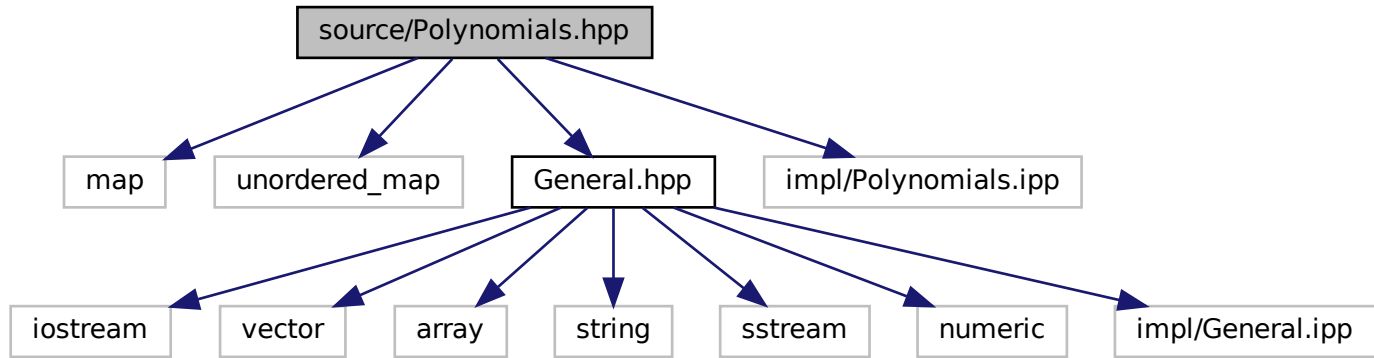 source/Polynomials.hpp
map
unordered_map
General.hpp
impl/Polynomials.ipp
iostream
vector
array
string
sstream
numeric
impl/General.ipp